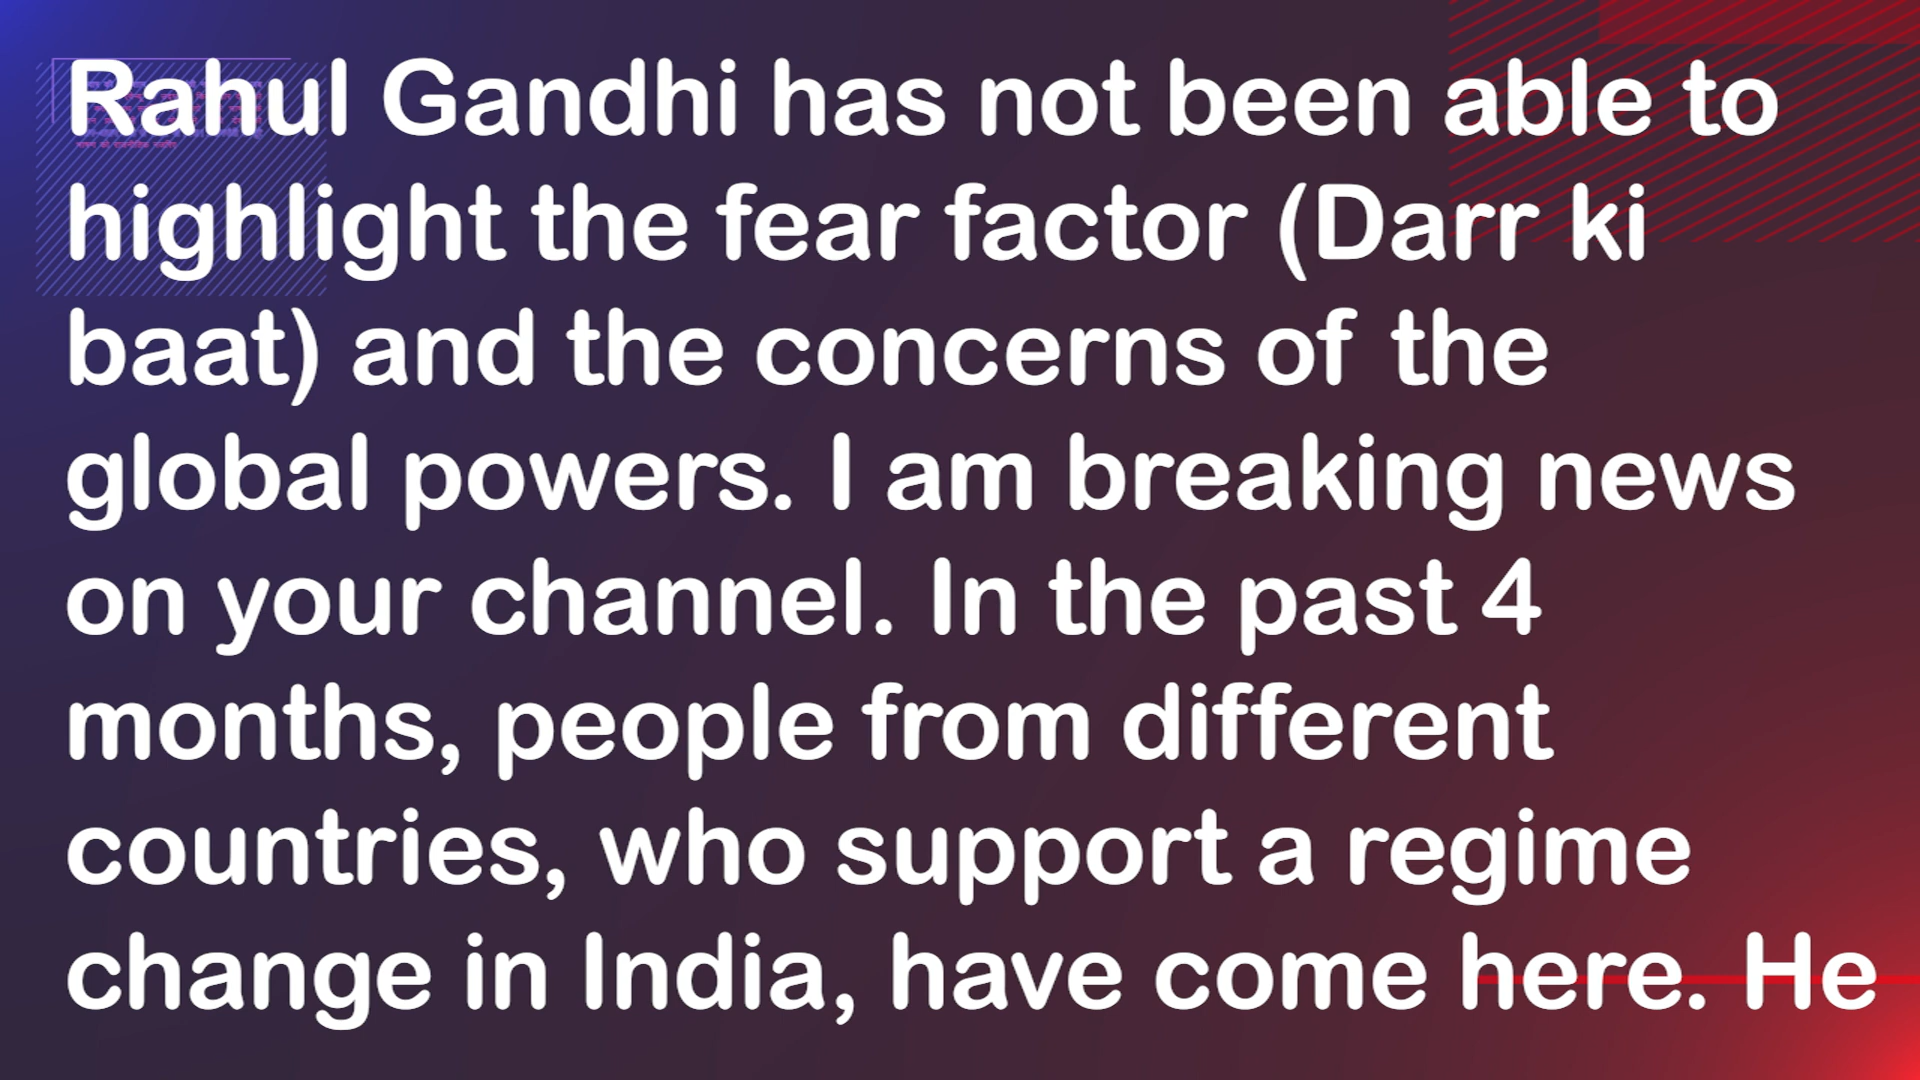 Rahul Gandhi has not been able to
highlight the fear factor (Darr ki
baat) and the concerns of the
global powers. I am breaking news
on your channel. In the past 4
months, people from different
countries, who support a regime
change in India, have come here. He